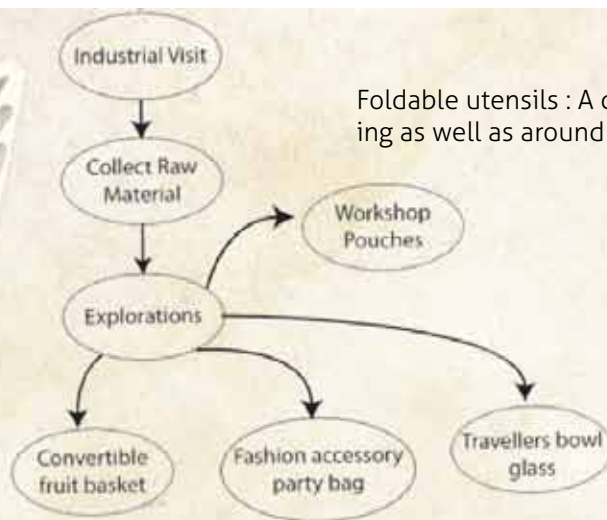 Industrial Visit
Foldable utensils : A
ing as well as around
Collect Raw
Material
Workshop
Pouches
Explorations
Convertible
fruit basket
Fashion accessory
party bag
Travellers bowl
glass